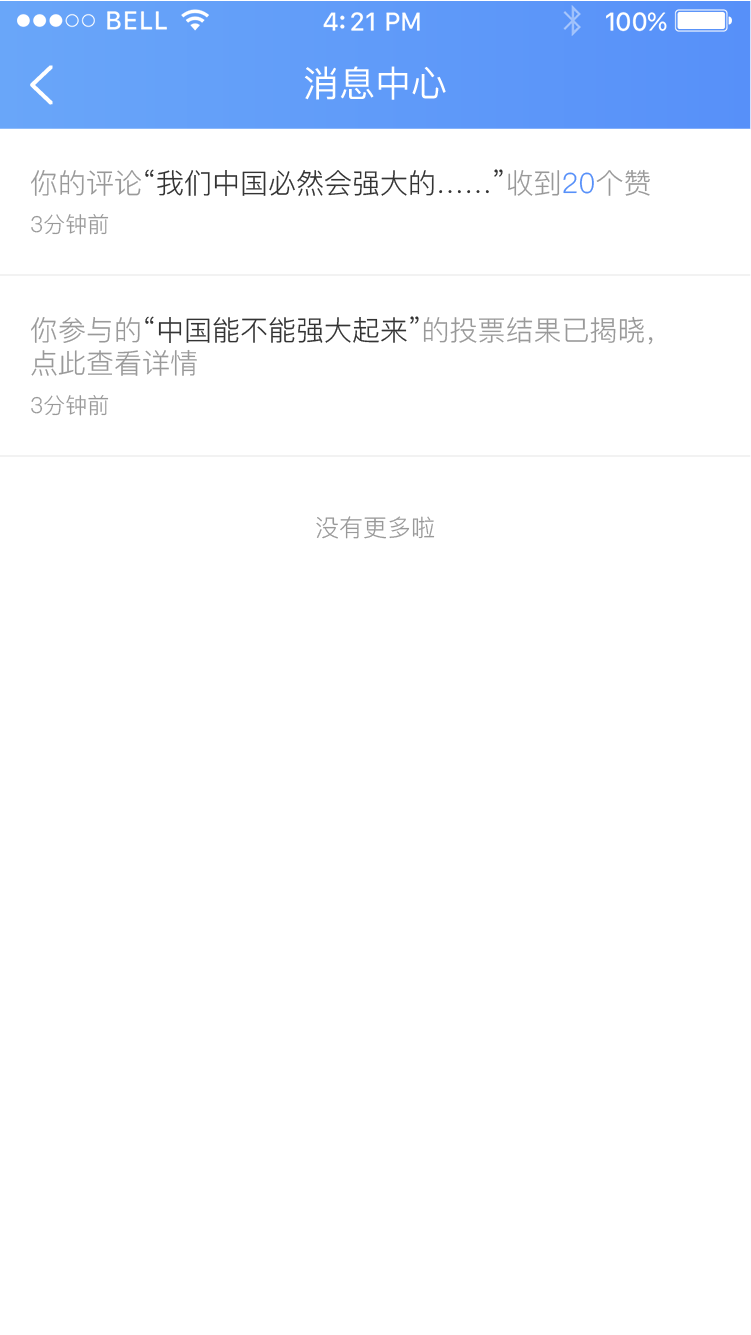 BELL 4:21 PM 100%
消息中心
你的评论“我们中国必然会强大的……”收到20个赞
3分钟前
你参与的“中国能不能强大起来”的投票结果已揭晓，
点此查看详情
3分钟前
没有更多啦